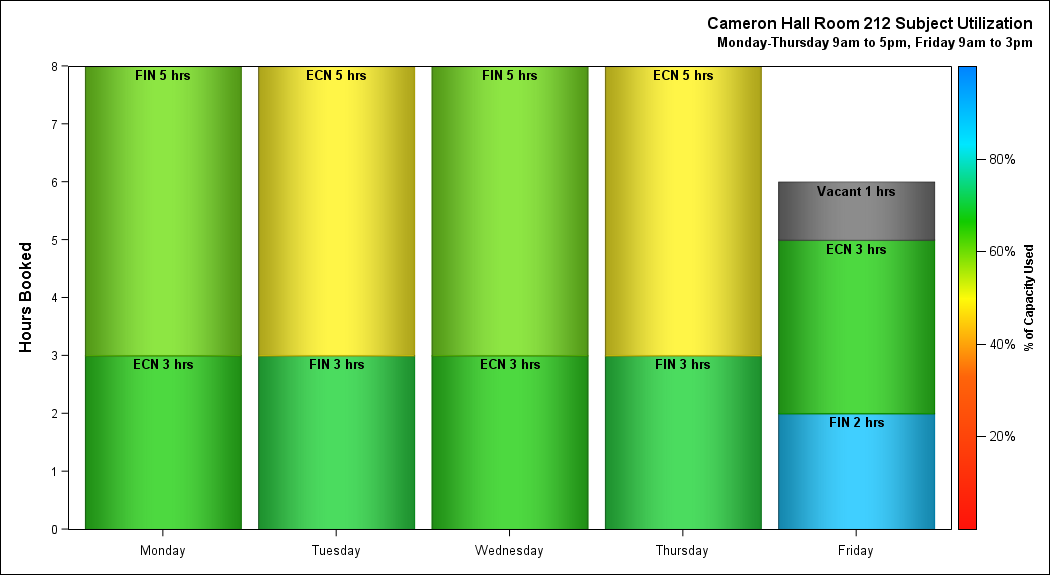 Cameron Hall Room 212 Subject Utilization
Monday-Thursday 9am to 5pm, Friday 9am to 3pm
Hours Booked
8
7
6
5
4
3
2
1
0
FIN 5 hrs
ECN 3 hrs
ECN 5 hrs
FIN 3 hrs
FIN 5 hrs
ECN 3 hrs
ECN 5 hrs
FIN 3 hrs
Vacant 1 hrs
ECN 3 hrs
FIN 2 hrs
Monday
Tuesday
Wednesday
Thursday
Friday
80%
60%
40%
20%
% of Capacity Used